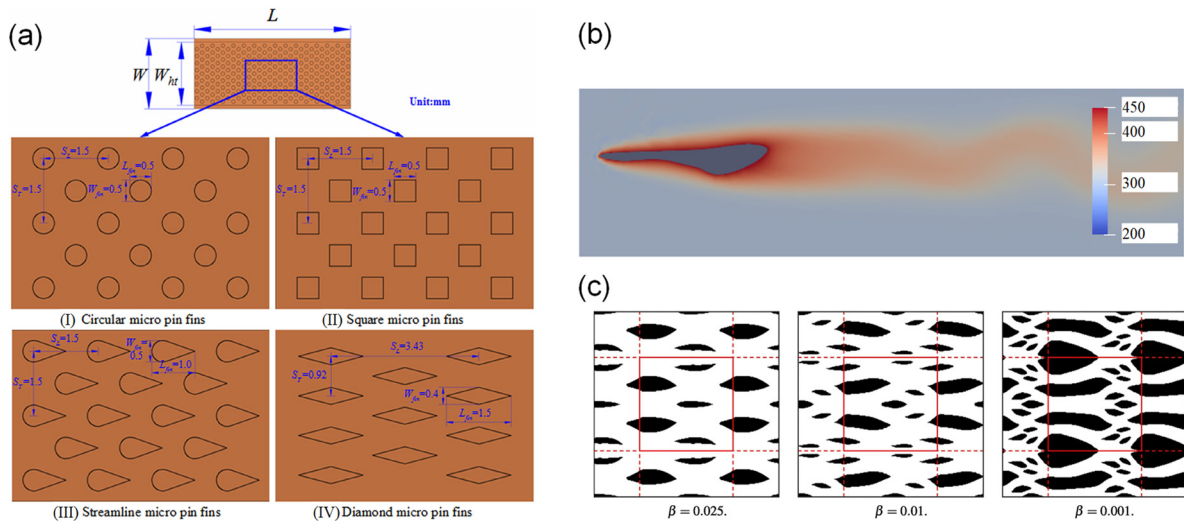 (a)
L
W
W_ht
Unit:mm
S_L=1.5
S_T=1.5
L_fin=0.5
W_fin=0.5
S_L=1.5
S_T=1.5
L_fin=0.5
W_fin=0.5
(I) Circular micro pin fins
(II) Square micro pin fins
S_L=1.5
S_T=1.5
W_fin=
0.5
L_fin=1.0
S_L=3.43
S_T=0.92
W_fin=0.4
L_fin=1.5
(III) Streamline micro pin fins
(IV)Diamond micro pin fins
(b)
450
400
300
200
(c)
β = 0.025.
β = 0.01.
β = 0.001.